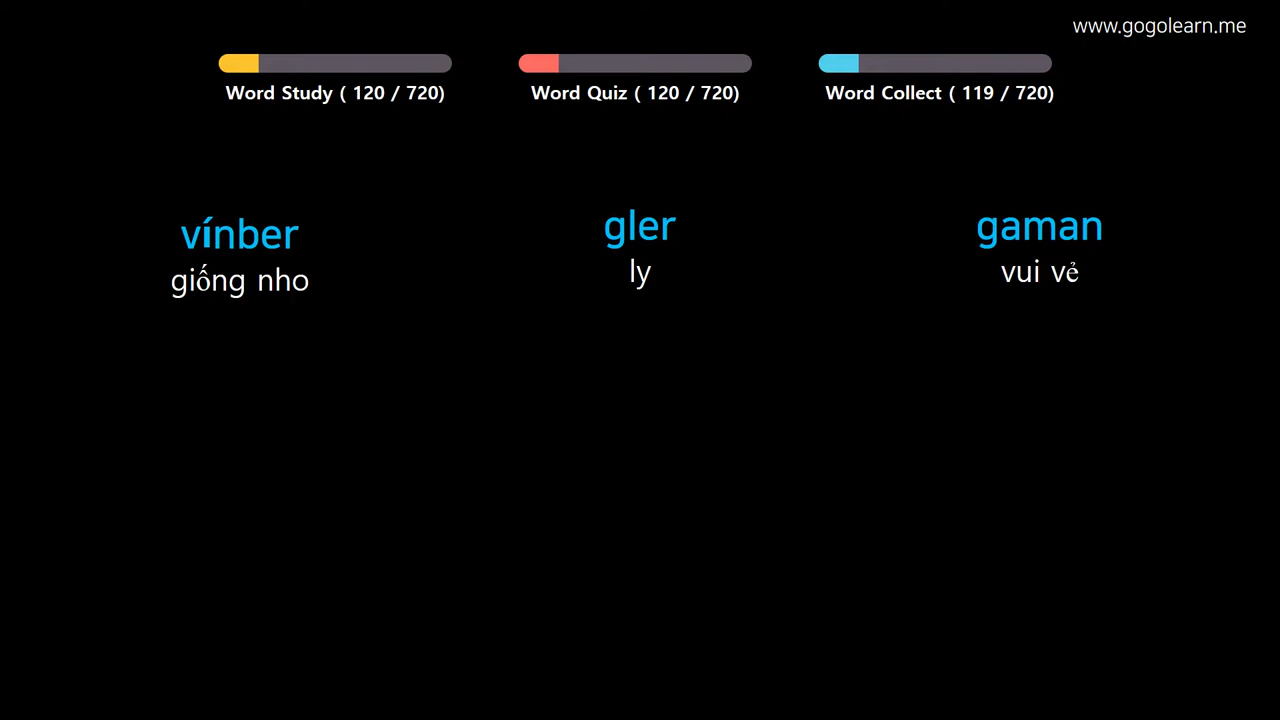 www.gogolearn.me
Word Study ( 120 / 720)
Word Quiz ( 120 / 720)
Word Collect ( 119 / 720)
vínber
giống nho
gler
ly
gaman
vui vẻ